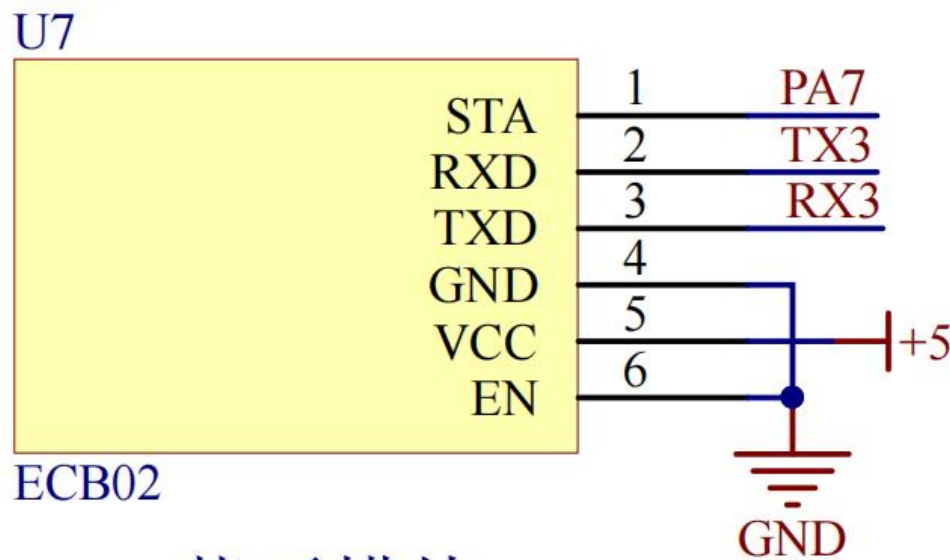 U7
STA 1 PA7
RXD 2 TX3
TXD 3 RX3
GND 4
VCC 5 +5
EN 6
ECB02
GND